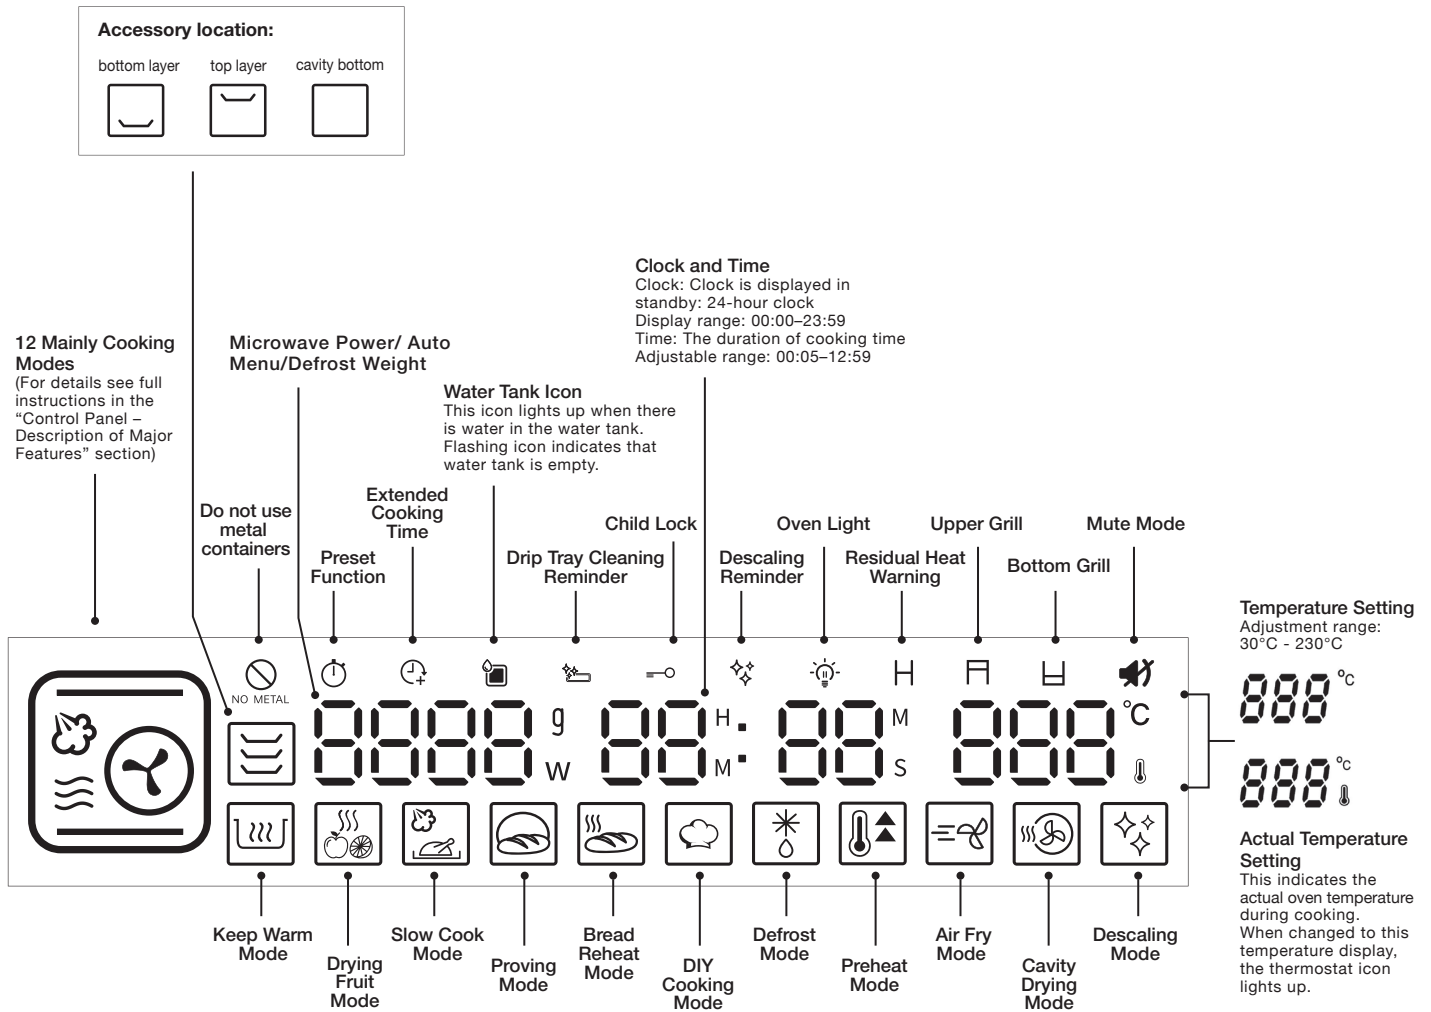 Accessory location:
bottom layer
top layer
cavity bottom
Clock and Time
Clock: Clock is displayed in
standby: 24-hour clock
Display range: 00:00–23:59
Time: The duration of cooking time
Adjustable range: 00:05–12:59
12 Mainly Cooking
Modes
(For details see full
instructions in the
“Control Panel –
Description of Major
Features” section)
Microwave Power/ Auto
Menu/Defrost Weight
Water Tank Icon
This icon lights up when there
is water in the water tank.
Flashing icon indicates that
water tank is empty.
Do not use
metal
containers
Preset
Function
Extended
Cooking
Time
Drip Tray Cleaning
Reminder
Child Lock
Descaling
Reminder
Oven Light
Residual Heat
Warning
Upper Grill
Bottom Grill
Mute Mode
Temperature Setting
Adjustment range:
30°C - 230°C
888 °C
888 °C
Actual Temperature
Setting
This indicates the
actual oven temperature
during cooking.
When changed to this
temperature display,
the thermostat icon
lights up.
NO METAL
8888 g
W
88 H
M
:
88 M
S
888 °C
Keep Warm
Mode
Drying
Fruit
Mode
Slow Cook
Mode
Proving
Mode
Bread
Reheat
Mode
DIY
Cooking
Mode
Defrost
Mode
Preheat
Mode
Air Fry
Mode
Cavity
Drying
Mode
Descaling
Mode